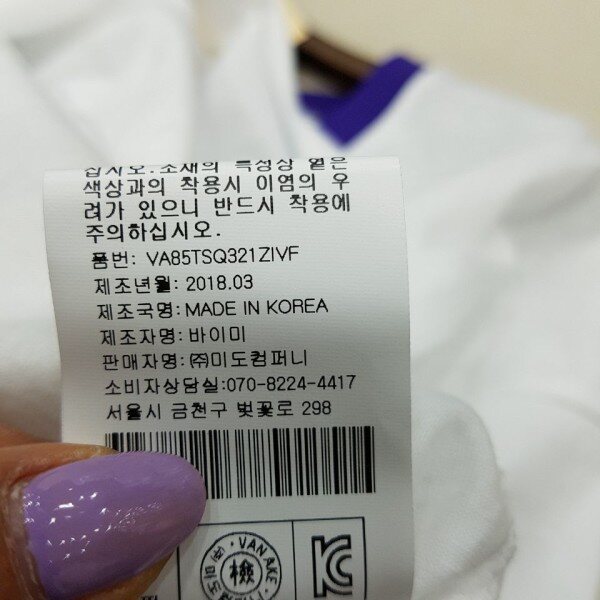 십시오.소재의 특성상 옅은
색상과의 착용시 이염의 우
려가 있으니 반드시 착용에
주의하십시오.
품번: VA85TSQ321ZIVF
제조년월: 2018.03
제조국명: MADE IN KOREA
제조자명: 바이미
판매자명: ㈜미도컴퍼니
소비자상담실:070-8224-4417
서울시 금천구 벚꽃로 298
VANAKE
檢
KC